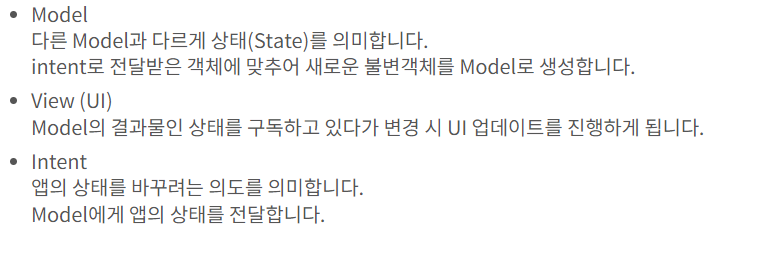 Model
다른 Model과 다르게 상태(State)를 의미합니다.
intent로 전달받은 객체에 맞추어 새로운 불변객체를 Model로 생성합니다.
View (UI)
Model의 결과물인 상태를 구독하고 있다가 변경 시 UI 업데이트를 진행하게 됩니다.
Intent
앱의 상태를 바꾸려는 의도를 의미합니다.
Model에게 앱의 상태를 전달합니다.